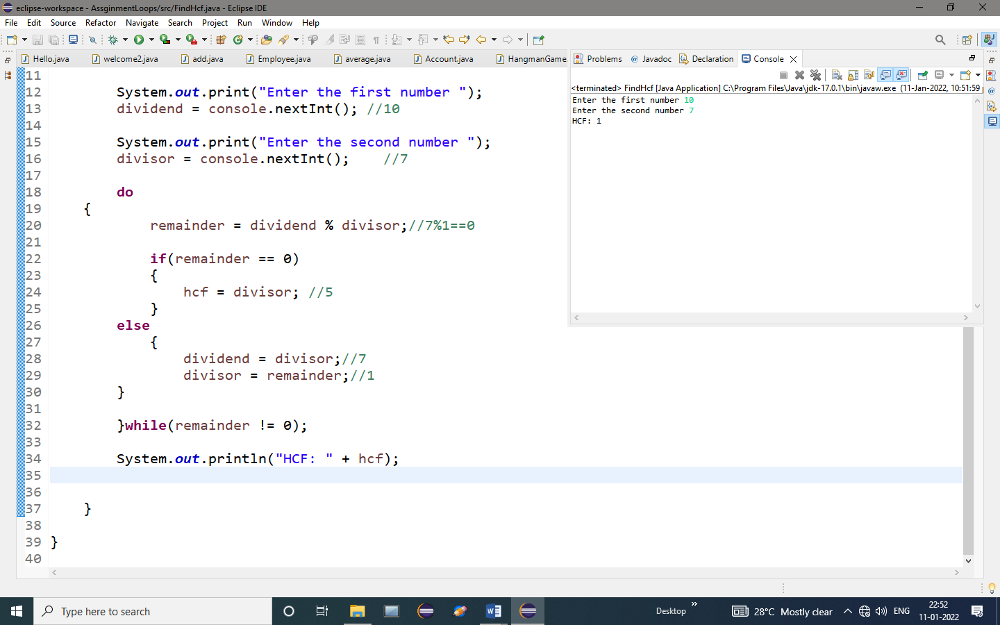 eclipse-workspace - AssginmentLoops/src/FindHcf.java - Eclipse IDE
File Edit Source Refactor Navigate Search Project Run Window Help
Hello.java welcome2.java add.java Employee.java average.java Account.java HangmanGame.
Problems @ Javadoc Declaration Console
<terminated> FindHcf [Java Application] C:\Program Files\Java\jdk-17.0.1\bin\javaw.exe (11-Jan-2022, 10:51:59
Enter the first number 10
Enter the second number 7
HCF: 1
11
12 System.out.print("Enter the first number ");
13 dividend = console.nextInt(); //10
14
15 System.out.print("Enter the second number ");
16 divisor = console.nextInt(); //7
17
18 do
19 {
20 remainder = dividend % divisor;//7%1==0
21
22 if(remainder == 0)
23 {
24 hcf = divisor; //5
25 }
26 else
27 {
28 dividend = divisor;//7
29 divisor = remainder;//1
30 }
31
32 }while(remainder != 0);
33
34 System.out.println("HCF: " + hcf);
35
36
37 }
38
39 }
40
Type here to search
Desktop
28°C Mostly clear
ENG
22:52
11-01-2022